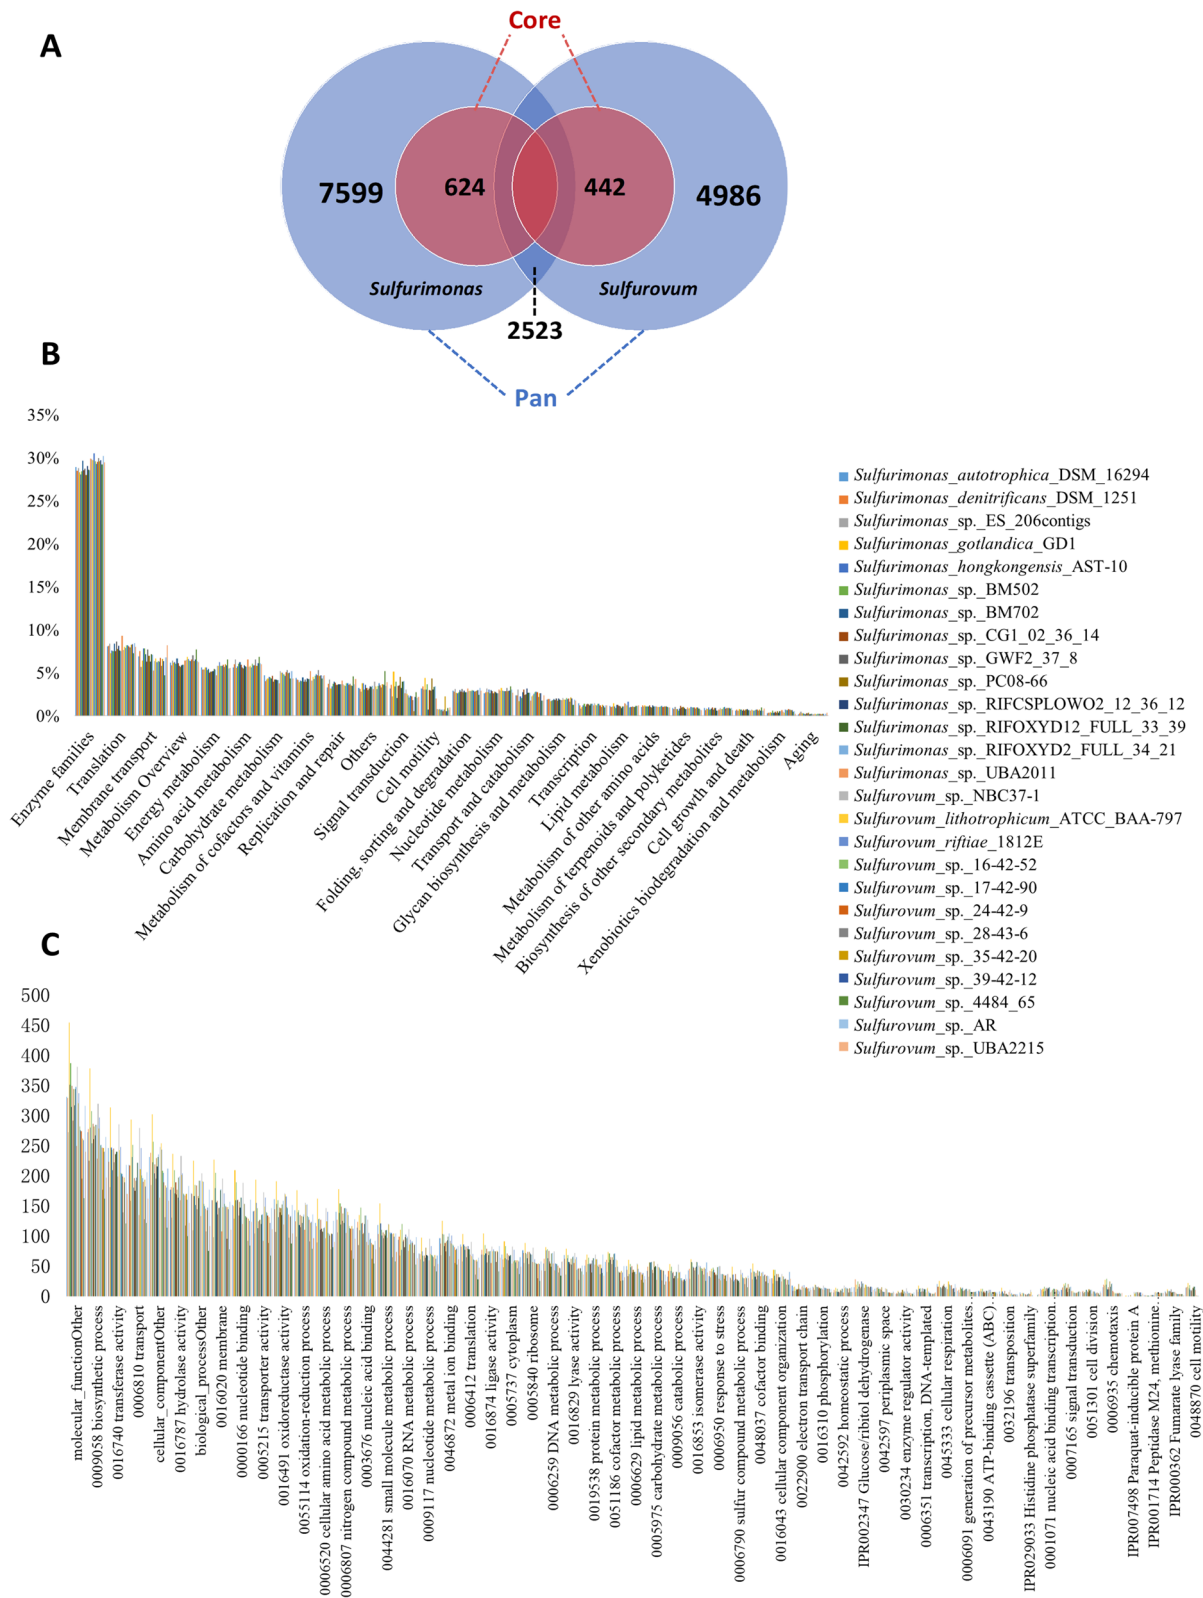 A
Core
7599
624
442
4986
Sulfurimonas
Sulfurovum
2523
Pan
B
35%
30%
25%
20%
15%
10%
5%
0%
Enzyme families
Translation
Membrane transport
Metabolism Overview
Energy metabolism
Amino acid metabolism
Carbohydrate metabolism
Metabolism of cofactors and vitamins
Replication and repair
Others
Signal transduction
Cell motility
Folding, sorting and degradation
Nucleotide metabolism
Transport and catabolism
Glycan biosynthesis and metabolism
Transcription
Lipid metabolism
Metabolism of other amino acids
Metabolism of terpenoids and polyketides
Biosynthesis of other secondary metabolites
Cell growth and death
Xenobiotics biodegradation and metabolism
Aging
Sulfurimonas_autotrophica_DSM_16294
Sulfurimonas_denitrificans_DSM_1251
Sulfurimonas_sp._ES_206contigs
Sulfurimonas_gotlandica_GD1
Sulfurimonas_hongkongensis_AST-10
Sulfurimonas_sp._BM502
Sulfurimonas_sp._BM702
Sulfurimonas_sp._CG1_02_36_14
Sulfurimonas_sp._GWF2_37_8
Sulfurimonas_sp._PC08-66
Sulfurimonas_sp._RIFCSPLOWO2_12_36_12
Sulfurimonas_sp._RIFOXYD12_FULL_33_39
Sulfurimonas_sp._RIFOXYD2_FULL_34_21
Sulfurimonas_sp._UBA2011
Sulfurovum_sp._NBC37-1
Sulfurovum_lithotrophicum_ATCC_BAA-797
Sulfurovum_riftiae_1812E
Sulfurovum_sp._16-42-52
Sulfurovum_sp._17-42-90
Sulfurovum_sp._24-42-9
Sulfurovum_sp._28-43-6
Sulfurovum_sp._35-42-20
Sulfurovum_sp._39-42-12
Sulfurovum_sp._4484_65
Sulfurovum_sp._AR
Sulfurovum_sp._UBA2215
C
500
450
400
350
300
250
200
150
100
50
0
molecular_functionOther
0009058 biosynthetic process
0016740 transferase activity
0006810 transport
cellular_componentOther
0016787 hydrolase activity
biological_processOther
0016020 membrane
0000166 nucleotide binding
0005215 transporter activity
0016491 oxidoreductase activity
0055114 oxidation-reduction process
0006520 cellular amino acid metabolic process
0006807 nitrogen compound metabolic process
0003676 nucleic acid binding
0044281 small molecule metabolic process
0016070 RNA metabolic process
0009117 nucleotide metabolic process
0046872 metal ion binding
0006412 translation
0016874 ligase activity
0005737 cytoplasm
0005840 ribosome
0006259 DNA metabolic process
0016829 lyase activity
0019538 protein metabolic process
0051186 cofactor metabolic process
0006629 lipid metabolic process
0005975 carbohydrate metabolic process
0009056 catabolic process
0016853 isomerase activity
0006950 response to stress
0006790 sulfur compound metabolic process
0048037 cofactor binding
0016043 cellular component organization
0022900 electron transport chain
0016310 phosphorylation
0042592 homeostatic process
IPR002347 Glucose/ribitol dehydrogenase
0042597 periplasmic space
0030234 enzyme regulator activity
0006351 transcription, DNA-templated
0045333 cellular respiration
0006091 generation of precursor metabolites.
0043190 ATP-binding cassette (ABC).
0032196 transposition
IPR029033 Histidine phosphatase superfamily
0001071 nucleic acid binding transcription.
0007165 signal transduction
0051301 cell division
0006935 chemotaxis
IPR007498 Paraquat-inducible protein A
IPR001714 Peptidase M24, methionine.
IPR000362 Fumarate lyase family
0048870 cell motility